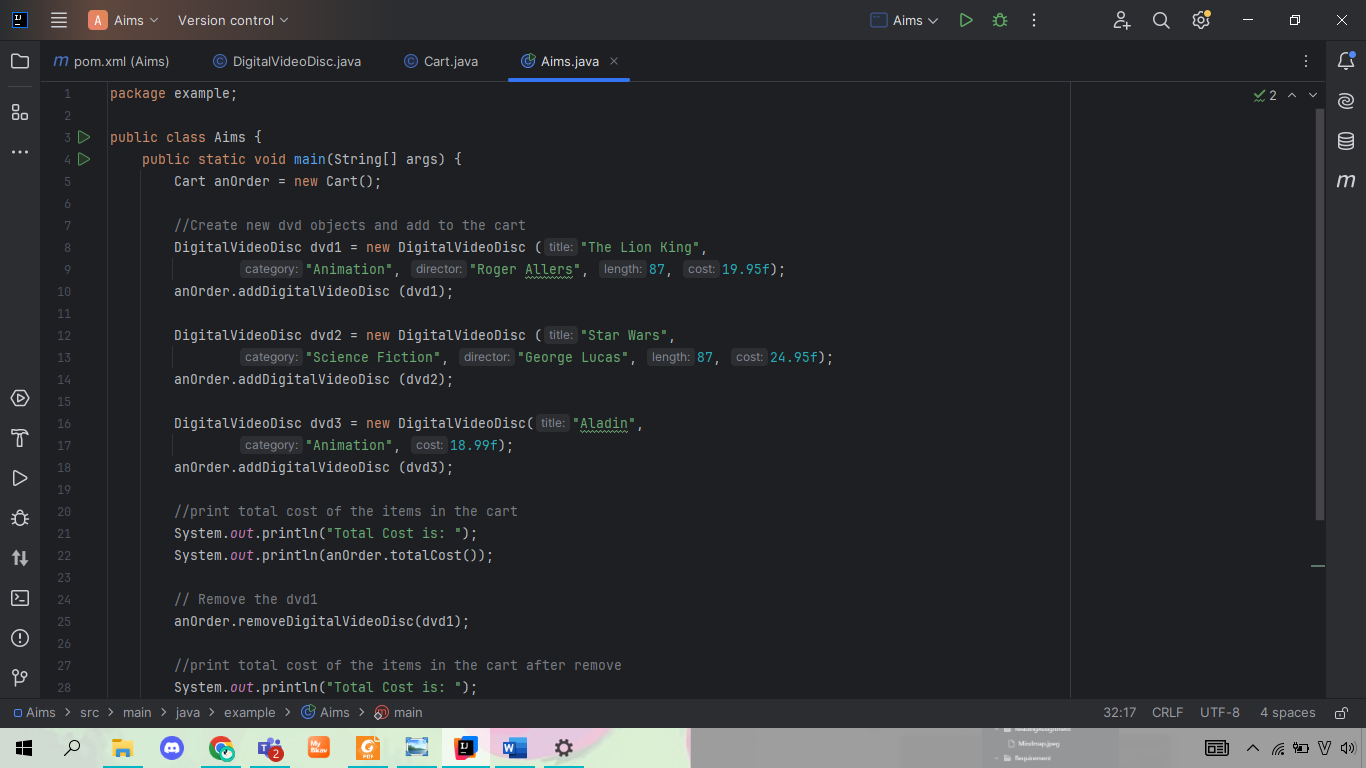 A Aims Version control Aims
m pom.xml (Aims) DigitalVideoDisc.java Cart.java Aims.java
1 package example; 2
2
3 public class Aims {
4 public static void main(String[] args) {
5 Cart anOrder = new Cart();
6
7 //Create new dvd objects and add to the cart
8 DigitalVideoDisc dvd1 = new DigitalVideoDisc ( title: "The Lion King",
9 category: "Animation", director: "Roger Allers", length: 87, cost: 19.95f);
10 anOrder.addDigitalVideoDisc (dvd1);
11
12 DigitalVideoDisc dvd2 = new DigitalVideoDisc ( title: "Star Wars",
13 category: "Science Fiction", director: "George Lucas", length: 87, cost: 24.95f);
14 anOrder.addDigitalVideoDisc (dvd2);
15
16 DigitalVideoDisc dvd3 = new DigitalVideoDisc( title: "Aladin",
17 category: "Animation", cost: 18.99f);
18 anOrder.addDigitalVideoDisc (dvd3);
19
20 //print total cost of the items in the cart
21 System.out.println("Total Cost is: ");
22 System.out.println(anOrder.totalCost());
23
24 // Remove the dvd1
25 anOrder.removeDigitalVideoDisc(dvd1);
26
27 //print total cost of the items in the cart after remove
28 System.out.println("Total Cost is: ");
Aims > src > main > java > example > Aims > main 32:17 CRLF UTF-8 4 spaces
Mindmap.jpeg
Requirement